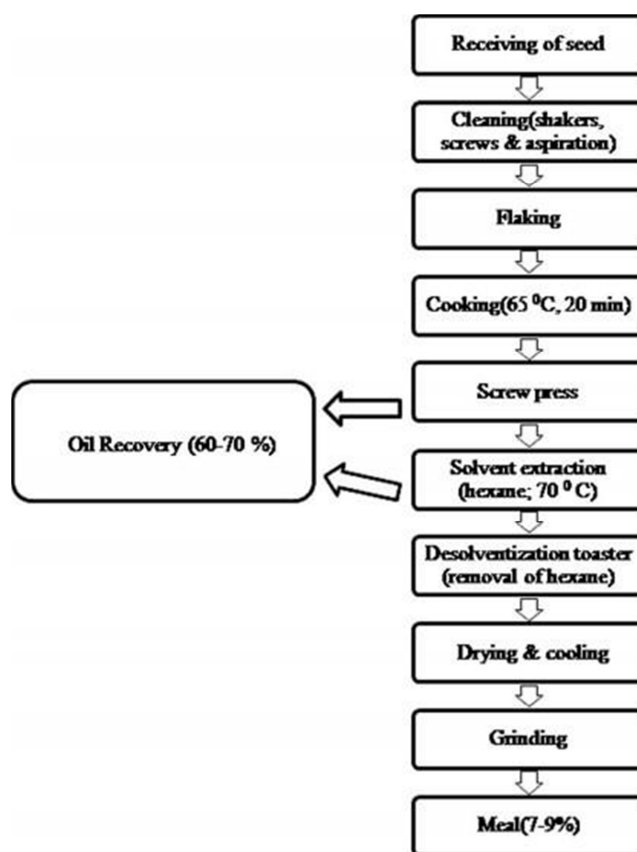 Receiving of seed
Cleaning(shakers,
screws & aspiration)
Flaking
Cooking(65 ⁰C, 20 min)
Screw press
Oil Recovery (60-70 %)
Solvent extraction
(hexane; 70 ⁰ C)
Desolventization toaster
(removal of hexane)
Drying & cooling
Grinding
Meal(7-9%)